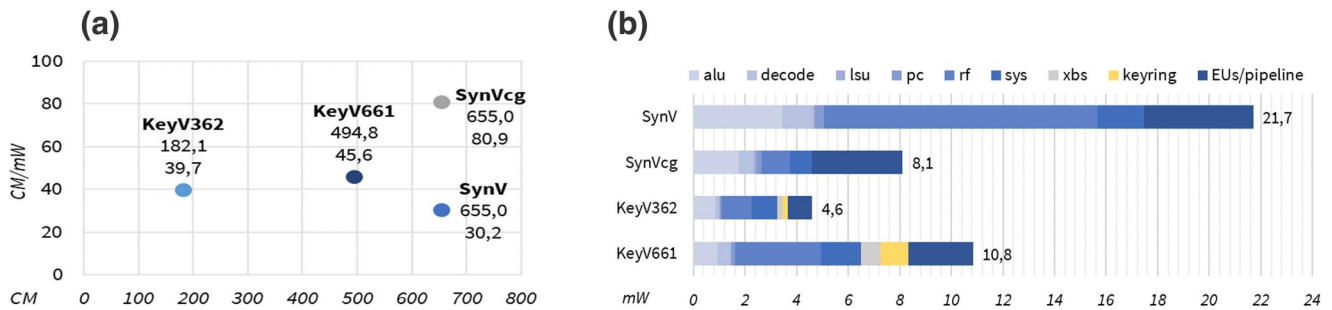 (a)
100
80
60
40
20
0
CM/mW
CM
0 100 200 300 400 500 600 700 800
KeyV362
182,1
39,7
KeyV661
494,8
45,6
SynVcg
655,0
80,9
SynV
655,0
30,2
(b)
alu decode lsu pc rf sys xbs keyring EUs/pipeline
SynV 21,7
SynVcg 8,1
KeyV362 4,6
KeyV661 10,8
mW 0 2 4 6 8 10 12 14 16 18 20 22 24